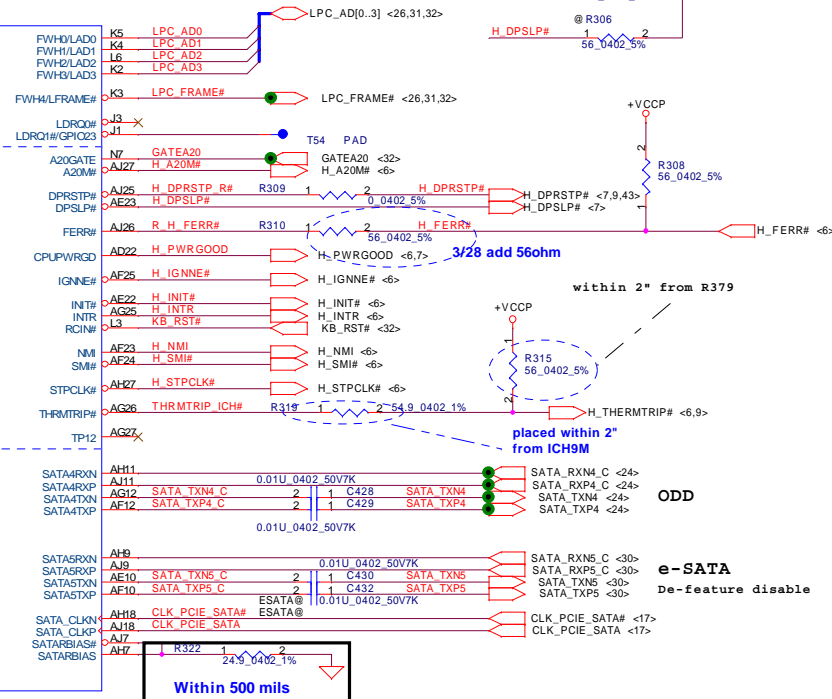 LPC_AD[0..3] <26,31,32>
@ R306
H_DPSLP# 1 2
56_0402_5%
FWH0/LAD0 K5 LPC_AD0
FWH1/LAD1 K4 LPC_AD1
FWH2/LAD2 L6 LPC_AD2
FWH3/LAD3 K2 LPC_AD3
FWH4/LFRAME# K3 LPC_FRAME# LPC_FRAME# <26,31,32>
+VCCP
LDRQ0# J3
LDRQ1#/GPIO23 J1
T54 PAD
A20GATE N7 GATEA20 GATEA20 <32>
A20M# AJ27 H_A20M# H_A20M# <6>
2
R308
56_0402_5%
1
DPRSTP# AJ25 H_DPRSTP_R# R309 1 2 H_DPRSTP# H_DPRSTP# <7,9,43>
DPSLP# AE23 H_DPSLP# 0_0402_5% H_DPSLP# <7>
FERR# AJ26 R_H_FERR# R310 1 2 H_FERR# H_FERR# <6>
56_0402_5%
3/28 add 56ohm
CPUPWRGD AD22 H_PWRGOOD H_PWRGOOD <6,7>
IGNNE# AF25 H_IGNNE# H_IGNNE# <6>
within 2" from R379
INIT# AE22 H_INIT# H_INIT# <6>
INTR AG25 H_INTR H_INTR <6>
RCIN# L3 KB_RST# KB_RST# <32>
+VCCP
NMI AF23 H_NMI H_NMI <6>
SMI# AF24 H_SMI# H_SMI# <6>
1
R315
56_0402_5%
2
STPCLK# AH27 H_STPCLK# H_STPCLK# <6>
THRMTRIP# AG26 THRMTRIP_ICH# R319 1 2 54.9_0402_1% H_THERMTRIP# <6,9>
placed within 2"
from ICH9M
TP12 AG27
SATA4RXN AH11 SATA_RXN4_C <24>
SATA4RXP AJ11 0.01U_0402_50V7K SATA_RXP4_C <24>
SATA4TXN AG12 SATA_TXN4_C 2 1 C428 SATA_TXN4 SATA_TXN4 <24>
SATA4TXP AF12 SATA_TXP4_C 2 1 C429 SATA_TXP4 SATA_TXP4 <24>
0.01U_0402_50V7K
ODD
SATA5RXN AH9 SATA_RXN5_C <30>
SATA5RXP AJ9 0.01U_0402_50V7K SATA_RXP5_C <30>
SATA5TXN AE10 SATA_TXN5_C 2 1 C430 SATA_TXN5 SATA_TXN5 <30>
SATA5TXP AF10 SATA_TXP5_C 2 1 C432 SATA_TXP5 SATA_TXP5 <30>
ESATA@ 0.01U_0402_50V7K
ESATA@
e-SATA
De-feature disable
SATA_CLKN AH18 CLK_PCIE_SATA# CLK_PCIE_SATA# <17>
SATA_CLKP AJ18 CLK_PCIE_SATA CLK_PCIE_SATA <17>
SATARBIAS# AJ7
SATARBIAS AH7 R322 1 2
24.9_0402_1%
Within 500 mils